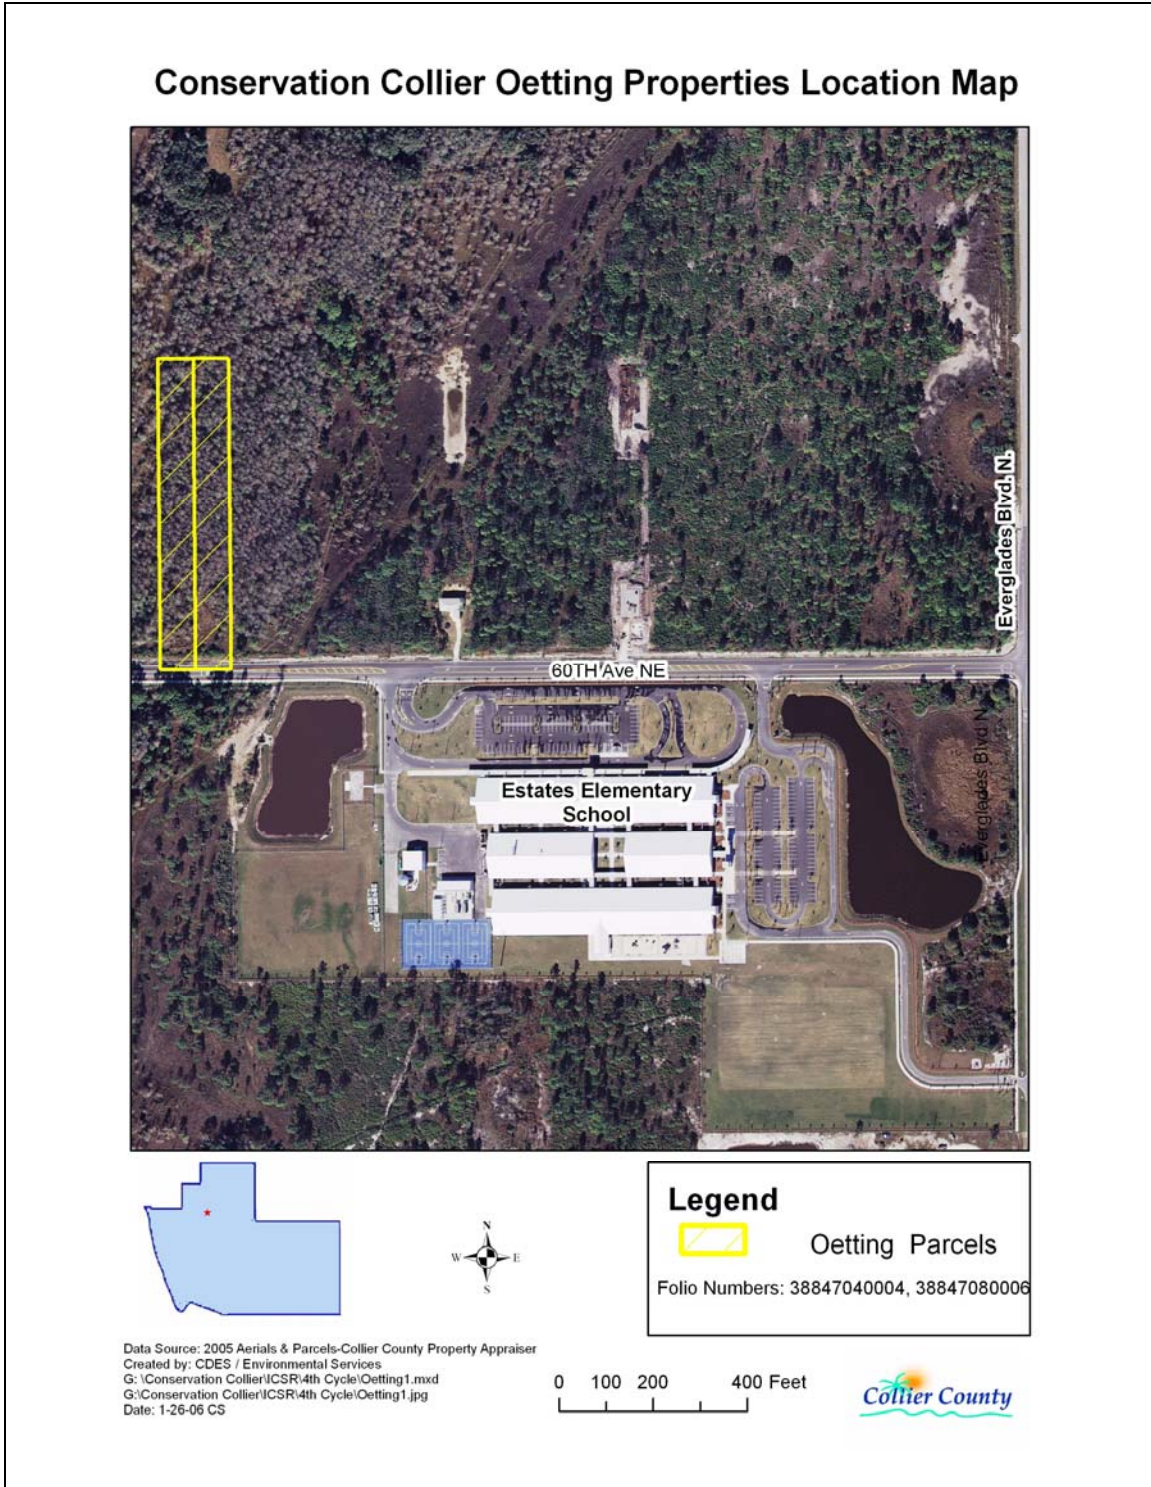 Conservation Collier Oetting Properties Location Map
Everglades Blvd. N.
60TH Ave NE
Everglades Blvd N
Estates Elementary
School
N
W
E
S
Legend
Oetting Parcels
Folio Numbers: 38847040004, 38847080006
Data Source: 2005 Aerials & Parcels-Collier County Property Appraiser
Created by: CDES / Environmental Services
G: \Conservation Collier\ICSR\4th Cycle\Oetting1.mxd
G:\Conservation Collier\ICSR\4th Cycle\Oetting1.jpg
Date: 1-26-06 CS
0 100 200 400 Feet
Collier County